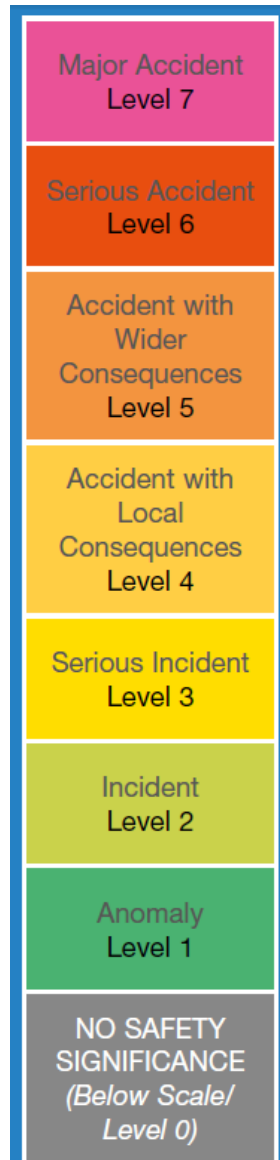 Major Accident
Level 7
Serious Accident
Level 6
Accident with
Wider
Consequences
Level 5
Accident with
Local
Consequences
Level 4
Serious Incident
Level 3
Incident
Level 2
Anomaly
Level 1
NO SAFETY
SIGNIFICANCE
(Below Scale/
Level 0)